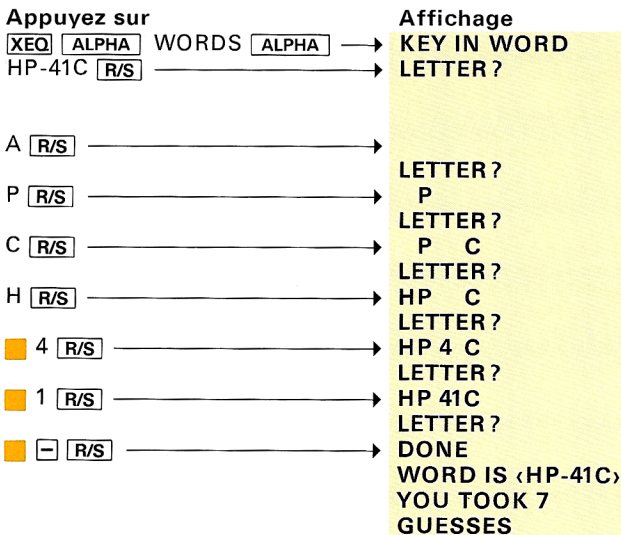 Appuyez sur Affichage
XEQ ALPHA WORDS ALPHA KEY IN WORD
HP-41C R/S LETTER?
A R/S
LETTER?
P R/S P
LETTER?
C R/S P C
LETTER?
H R/S HP C
LETTER?
4 R/S HP 4 C
LETTER?
1 R/S HP 41C
LETTER?
- R/S DONE
WORD IS ‹HP-41C›
YOU TOOK 7
GUESSES